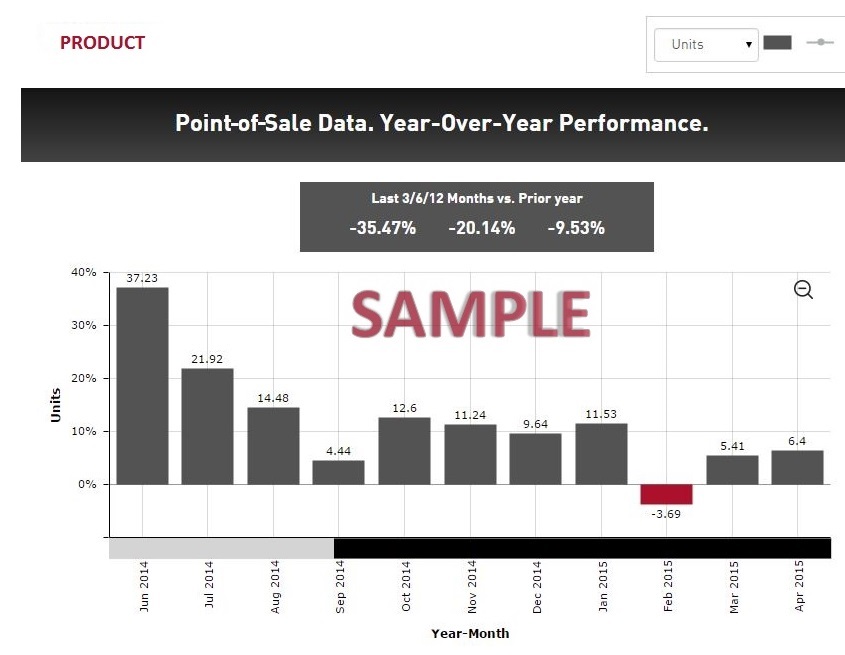 PRODUCT
Units
Point-of-Sale Data. Year-Over-Year Performance.
Last 3/6/12 Months vs. Prior year
-35.47% -20.14% -9.53%
SAMPLE
40%
30%
20%
10%
0%
Units
37.23
21.92
14.48
4.44
12.6
11.24
9.64
11.53
-3.69
5.41
6.4
Jun 2014
Jul 2014
Aug 2014
Sep 2014
Oct 2014
Nov 2014
Dec 2014
Jan 2015
Feb 2015
Mar 2015
Apr 2015
Year-Month